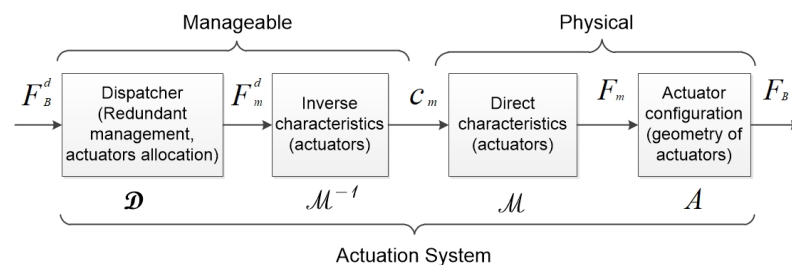 Manageable
Physical
F_B^d
Dispatcher
(Redundant
management,
actuators allocation)
F_m^d
Inverse
characteristics
(actuators)
C_m
Direct
characteristics
(actuators)
F_m
Actuator
configuration
(geometry of
actuators)
F_B
𝓓
ℳ^-1
ℳ
A
Actuation System